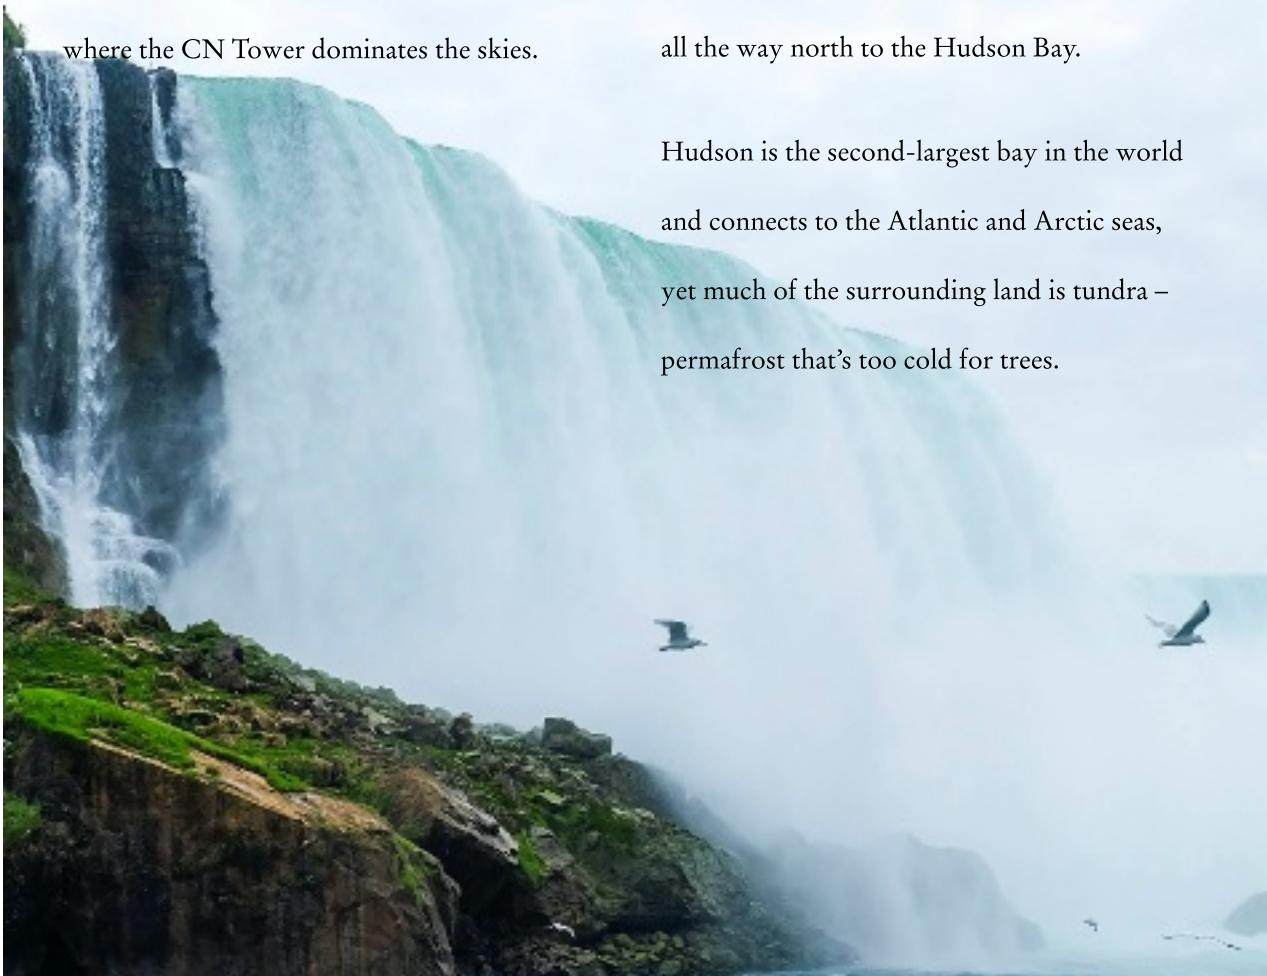 where the CN Tower dominates the skies.
all the way north to the Hudson Bay.
Hudson is the second-largest bay in the world
and connects to the Atlantic and Arctic seas,
yet much of the surrounding land is tundra –
permafrost that’s too cold for trees.